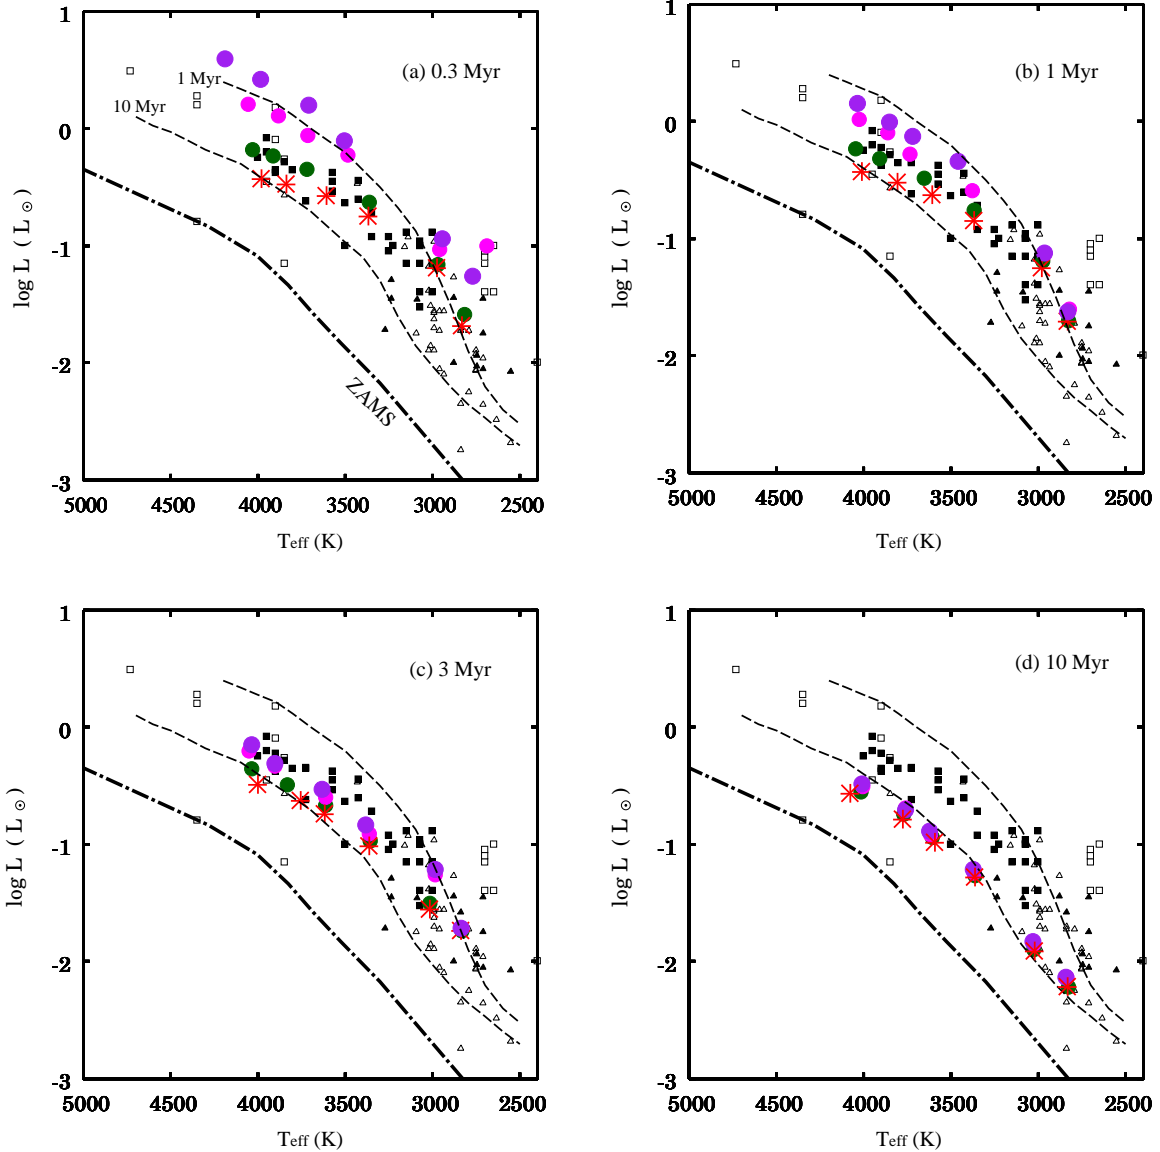 1
0
-1
-2
-3
5000 4500 4000 3500 3000 2500
log L ( L ⊙ )
Teff (K)
(a) 0.3 Myr
1 Myr
10 Myr
ZAMS
1
0
-1
-2
-3
5000 4500 4000 3500 3000 2500
log L ( L ⊙ )
Teff (K)
(b) 1 Myr
1
0
-1
-2
-3
5000 4500 4000 3500 3000 2500
log L ( L ⊙ )
Teff (K)
(c) 3 Myr
1
0
-1
-2
-3
5000 4500 4000 3500 3000 2500
log L ( L ⊙ )
Teff (K)
(d) 10 Myr